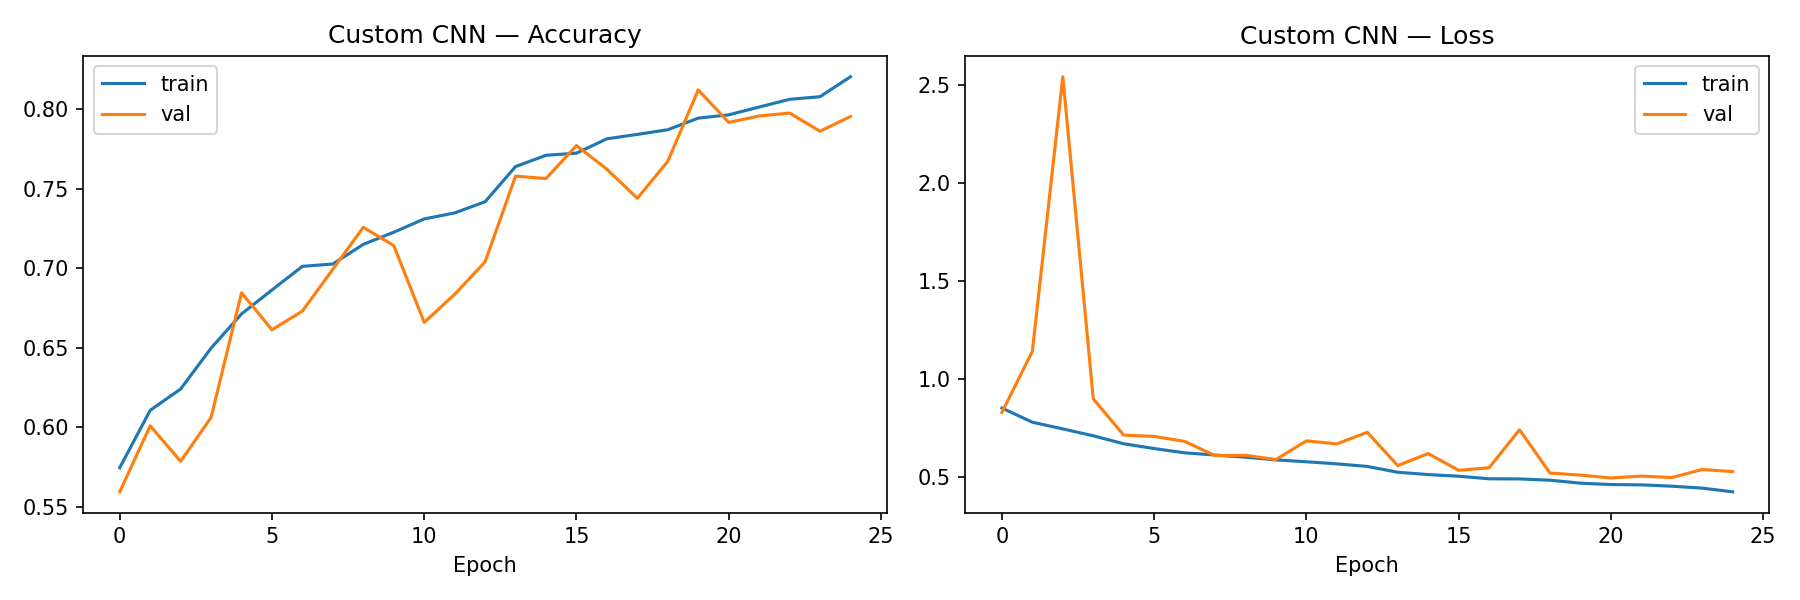 Custom CNN — Accuracy
train
val
0.80
0.75
0.70
0.65
0.60
0.55
0 5 10 15 20 25
Epoch
Custom CNN — Loss
train
val
2.5
2.0
1.5
1.0
0.5
0 5 10 15 20 25
Epoch